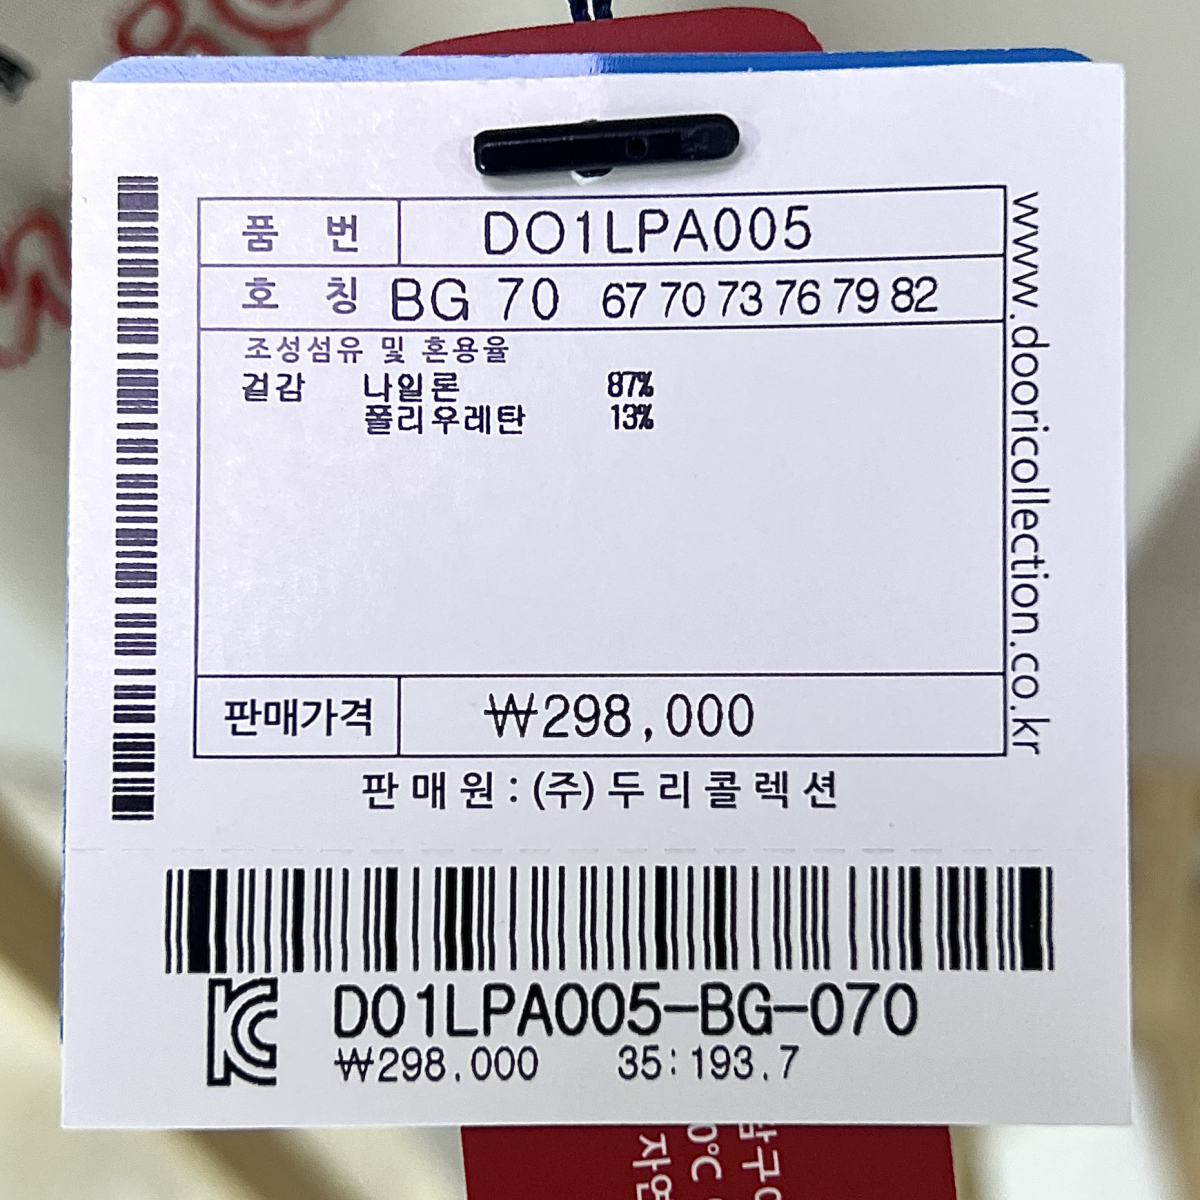 품 번 DO1LPA005
호 칭 BG 70 67 70 73 76 79 82
조성섬유 및 혼용율
겉감 나일론 87%
폴리우레탄 13%
판매가격 ₩298,000
판매원 : (주)두리콜렉션
www.dooricollection.co.kr
DO1LPA005-BG-070
₩298,000 35:193.7
KC
0℃